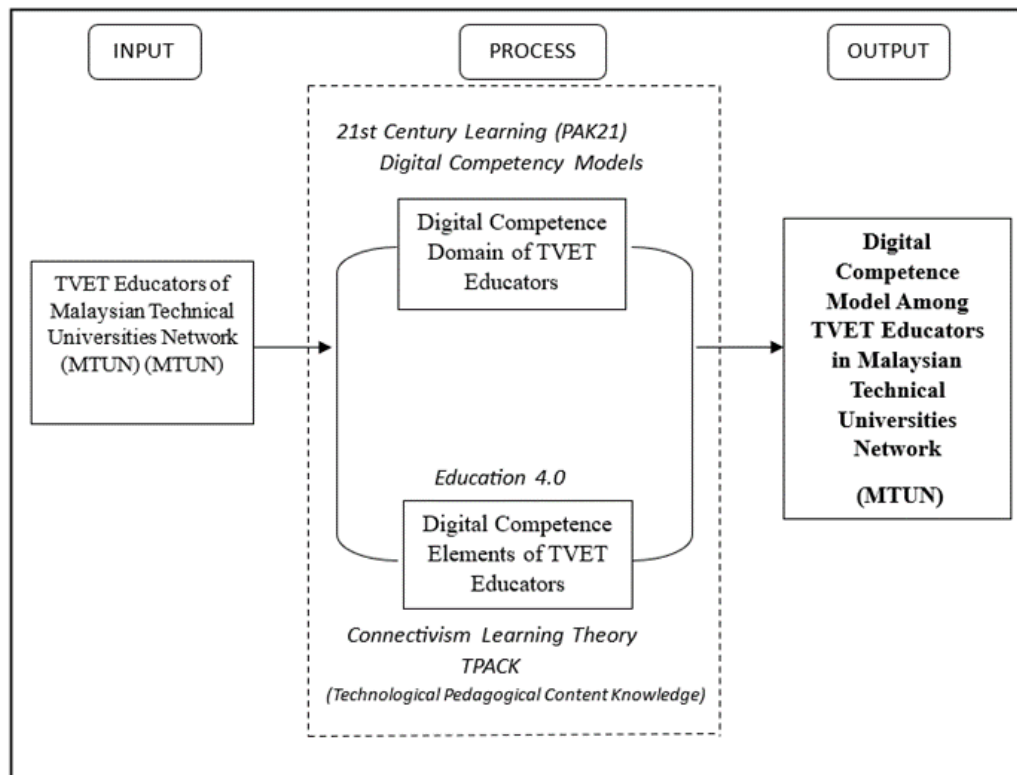 INPUT
PROCESS
OUTPUT
21st Century Learning (PAK21)
Digital Competency Models
Digital Competence
Domain of TVET
Educators
TVET Educators of
Malaysian Technical
Universities Network
(MTUN) (MTUN)
Education 4.0
Digital Competence
Elements of TVET
Educators
Connectivism Learning Theory
TPACK
(Technological Pedagogical Content Knowledge)
Digital
Competence
Model Among
TVET Educators
in Malaysian
Technical
Universities
Network
(MTUN)